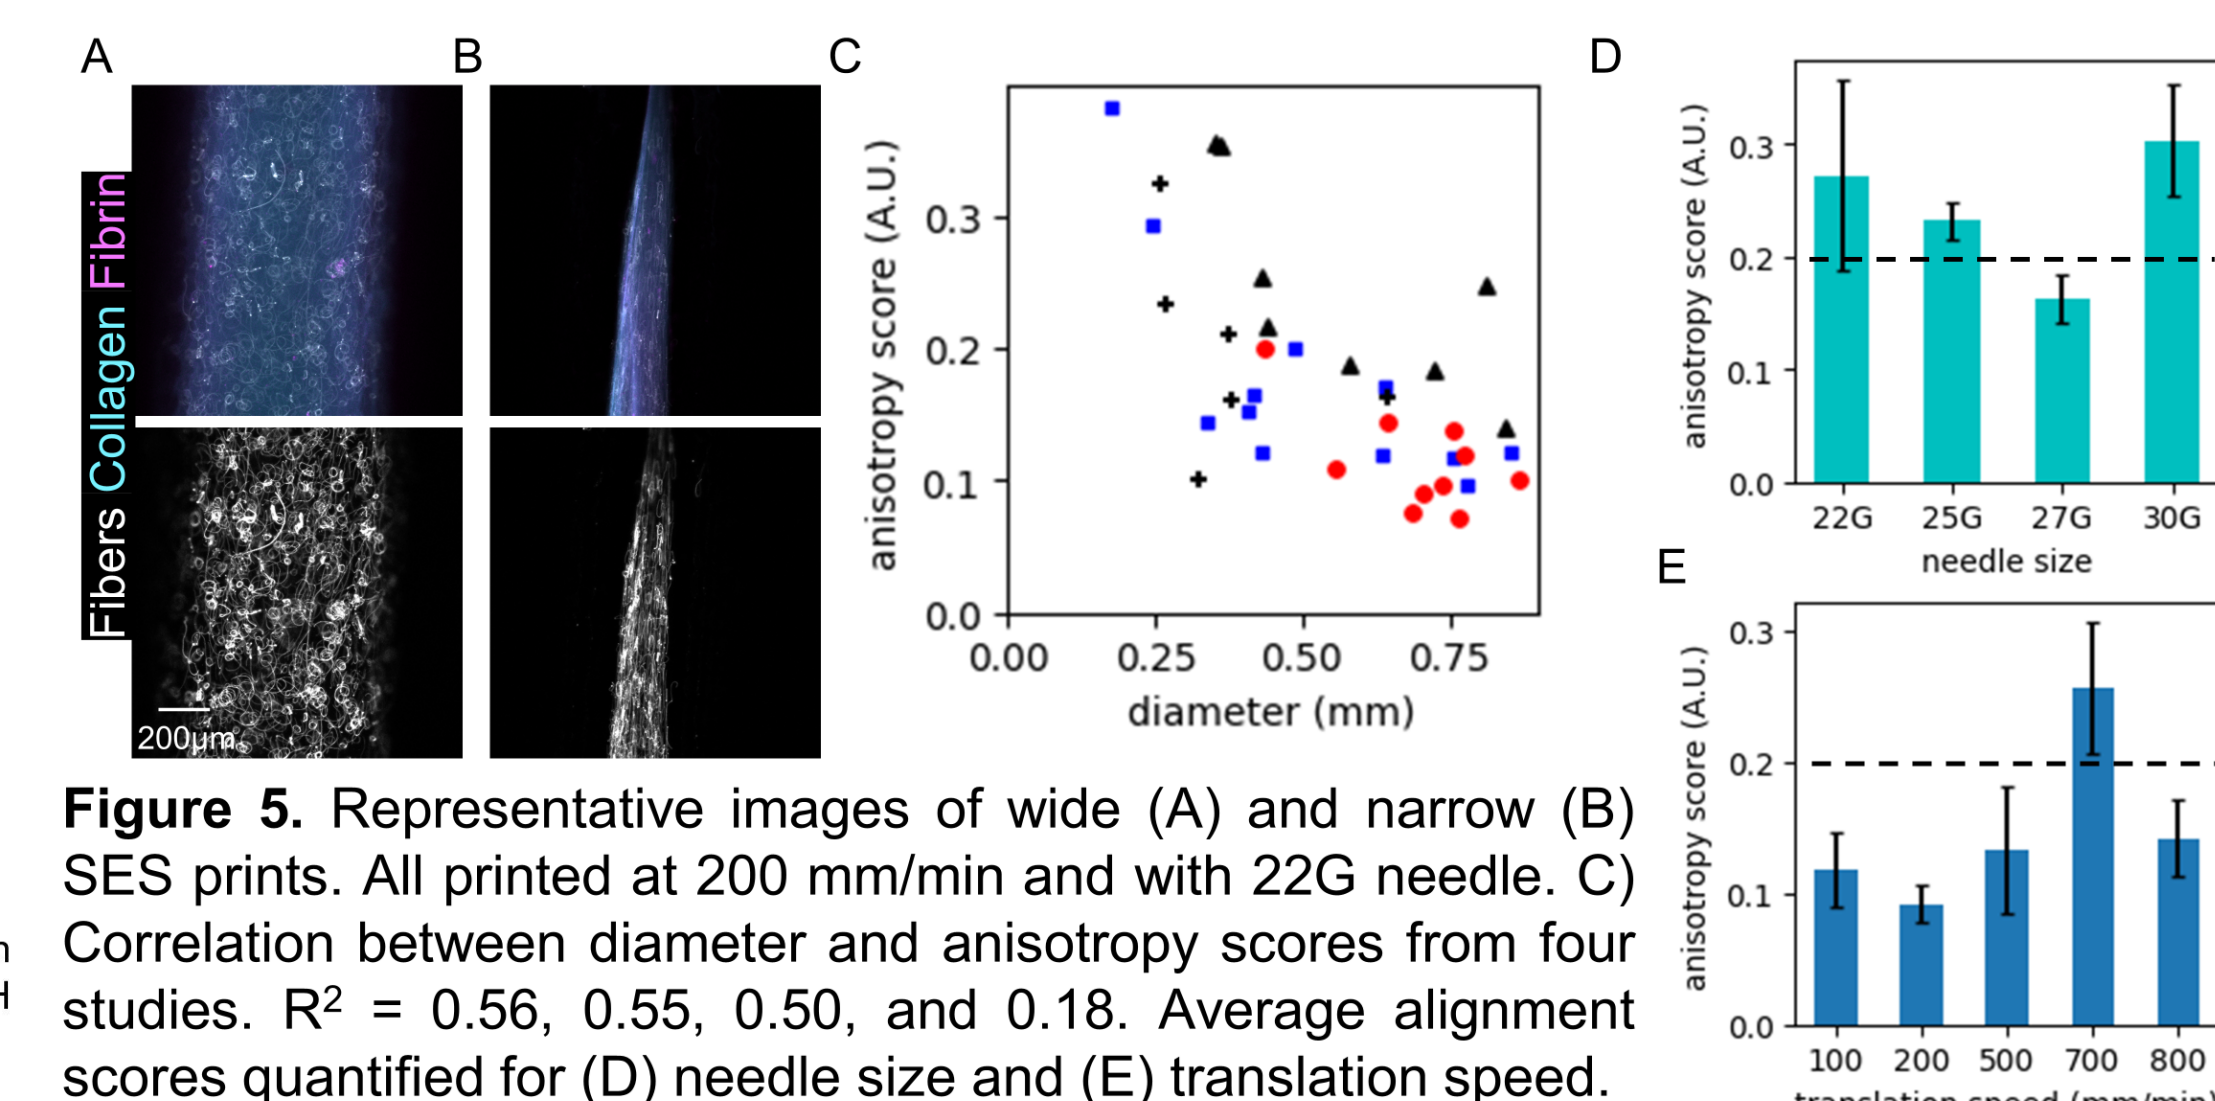 A
B
C
D
Fibers Collagen Fibrin
200µm
anisotropy score (A.U.)
0.3
0.2
0.1
0.0
0.00 0.25 0.50 0.75
diameter (mm)
anisotropy score (A.U.)
0.3
0.2
0.1
0.0
22G 25G 27G 30G
needle size
E
anisotropy score (A.U.)
0.3
0.2
0.1
0.0
100 200 500 700 800
translation speed (mm/min)
Figure 5. Representative images of wide (A) and narrow (B)
SES prints. All printed at 200 mm/min and with 22G needle. C)
Correlation between diameter and anisotropy scores from four
studies. R² = 0.56, 0.55, 0.50, and 0.18. Average alignment
scores quantified for (D) needle size and (E) translation speed.